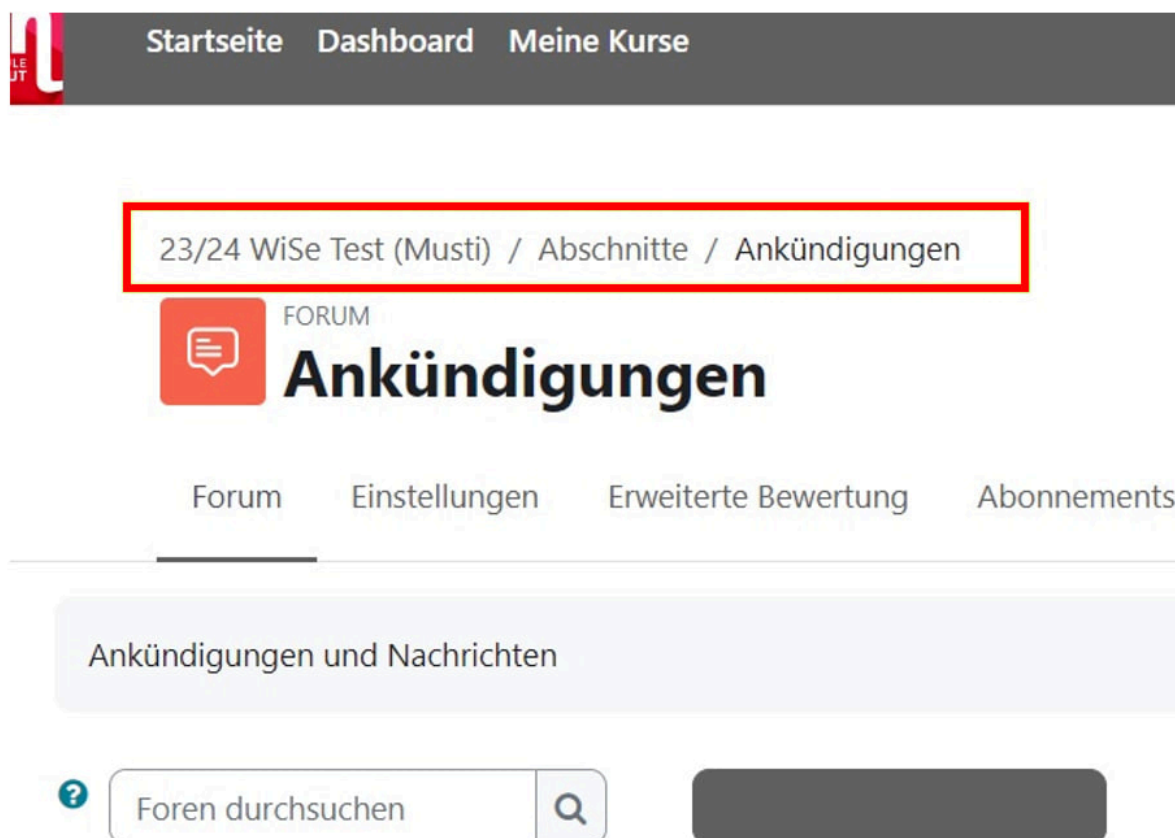 Startseite Dashboard Meine Kurse
23/24 WiSe Test (Musti) / Abschnitte / Ankündigungen
FORUM
Ankündigungen
Forum Einstellungen Erweiterte Bewertung Abonnements
Ankündigungen und Nachrichten
? Foren durchsuchen